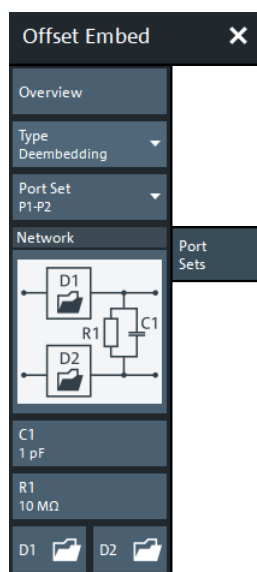 Offset Embed
Overview
Type
Deembedding
Port Set
P1-P2
Network
Port
Sets
D1
R1
C1
D2
C1
1 pF
R1
10 MΩ
D1 D2